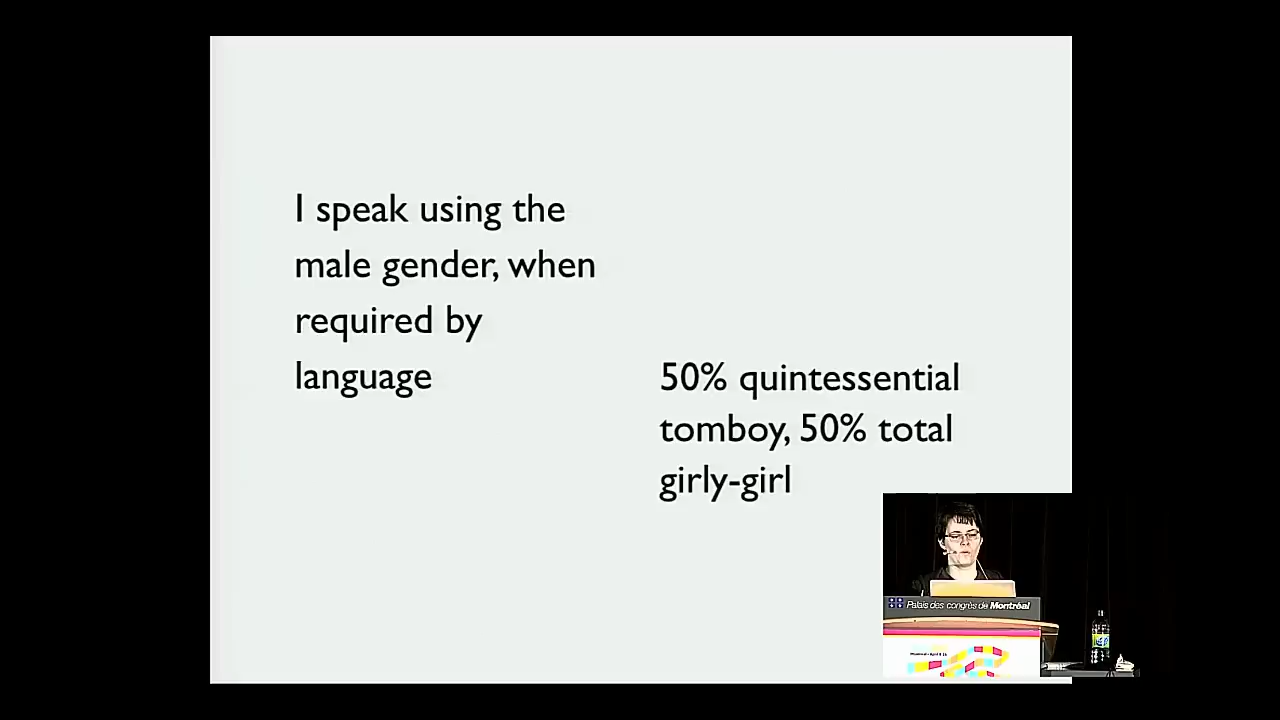 I speak using the
male gender, when
required by
language
50% quintessential
tomboy, 50% total
girly-girl
Palais des congrès de Montréal